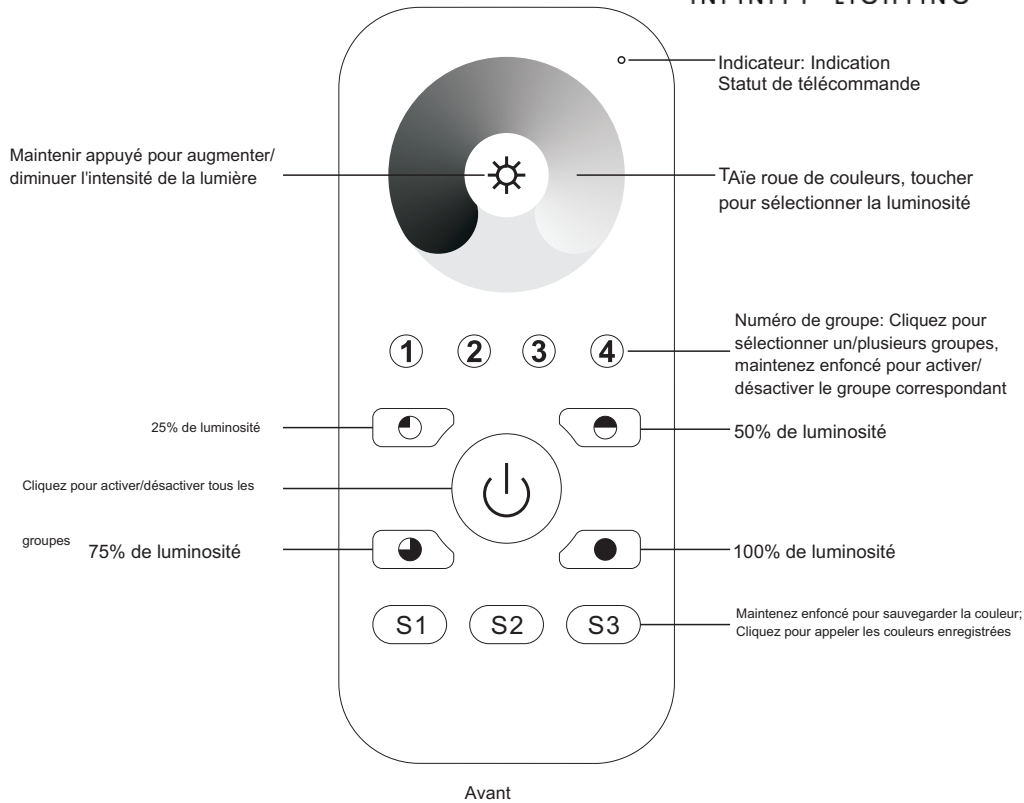 INFINITY LIGHTING
Indicateur: Indication
Statut de télécommande
Maintenir appuyé pour augmenter/
diminuer l'intensité de la lumière
TAïe roue de couleurs, toucher
pour sélectionner la luminosité
Numéro de groupe: Cliquez pour
sélectionner un/plusieurs groupes,
maintenez enfoncé pour activer/
désactiver le groupe correspondant
1 2 3 4
25% de luminosité
50% de luminosité
Cliquez pour activer/désactiver tous les
groupes
75% de luminosité
100% de luminosité
S1 S2 S3
Maintenez enfoncé pour sauvegarder la couleur;
Cliquez pour appeler les couleurs enregistrées
Avant